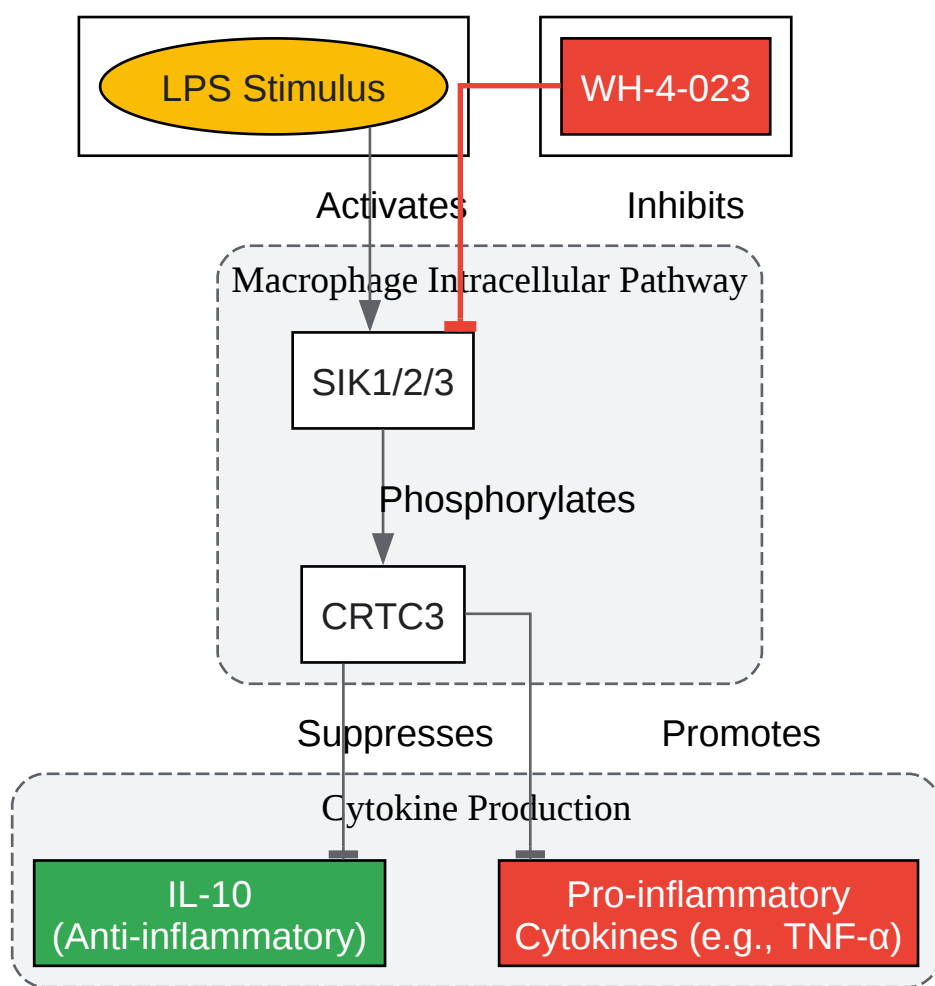 LPS Stimulus
WH-4-023
Activates
Inhibits
Macrophage Intracellular Pathway
SIK1/2/3
Phosphorylates
CRTC3
Suppresses
Promotes
Cytokine Production
IL-10
(Anti-inflammatory)
Pro-inflammatory
Cytokines (e.g., TNF-α)